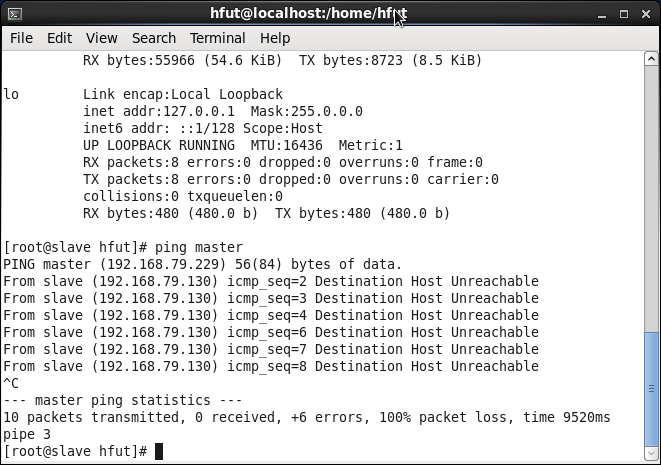 hfut@localhost:/home/hfut
File Edit View Search Terminal Help
RX bytes:55966 (54.6 KiB)  TX bytes:8723 (8.5 KiB)
lo        Link encap:Local Loopback
inet addr:127.0.0.1  Mask:255.0.0.0
inet6 addr: ::1/128 Scope:Host
UP LOOPBACK RUNNING  MTU:16436  Metric:1
RX packets:8 errors:0 dropped:0 overruns:0 frame:0
TX packets:8 errors:0 dropped:0 overruns:0 carrier:0
collisions:0 txqueuelen:0
RX bytes:480 (480.0 b)  TX bytes:480 (480.0 b)
[root@slave hfut]# ping master
PING master (192.168.79.229) 56(84) bytes of data.
From slave (192.168.79.130) icmp_seq=2 Destination Host Unreachable
From slave (192.168.79.130) icmp_seq=3 Destination Host Unreachable
From slave (192.168.79.130) icmp_seq=4 Destination Host Unreachable
From slave (192.168.79.130) icmp_seq=6 Destination Host Unreachable
From slave (192.168.79.130) icmp_seq=7 Destination Host Unreachable
From slave (192.168.79.130) icmp_seq=8 Destination Host Unreachable
^C
--- master ping statistics ---
10 packets transmitted, 0 received, +6 errors, 100% packet loss, time 9520ms
pipe 3
[root@slave hfut]#